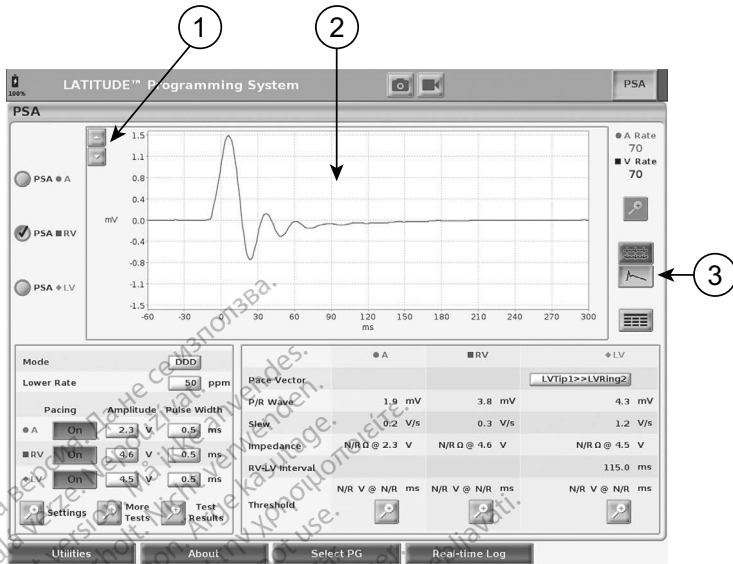 1
2
100%
LATITUDE™ Programming System
PSA
PSA
1.5
1.1
0.8
0.4
0.0
-0.4
-0.8
-1.1
-1.5
mV
-60 -30 0 30 60 90 120 150 180 210 240 270 300
ms
PSA ● A
PSA ■ RV
PSA ◆ LV
● A Rate
70
■ V Rate
70
3
Mode DDD
Lower Rate 50 ppm
Pacing Amplitude Pulse Width
● A On 2.3 V 0.5 ms
■ RV On 4.6 V 0.5 ms
◆ LV On 4.5 V 0.5 ms
Settings More Tests Test Results
● A ■ RV ◆ LV
Pace Vector LVTip1>>LVRing2
P/R Wave 1.9 mV 3.8 mV 4.3 mV
Slew 0.2 V/s 0.3 V/s 1.2 V/s
Impedance N/R Ω @ 2.3 V N/R Ω @ 4.6 V N/R Ω @ 4.5 V
RV-LV Interval 115.0 ms
N/R V @ N/R ms N/R V @ N/R ms N/R V @ N/R ms
Threshold
Utilities About Select PG Real-time Log